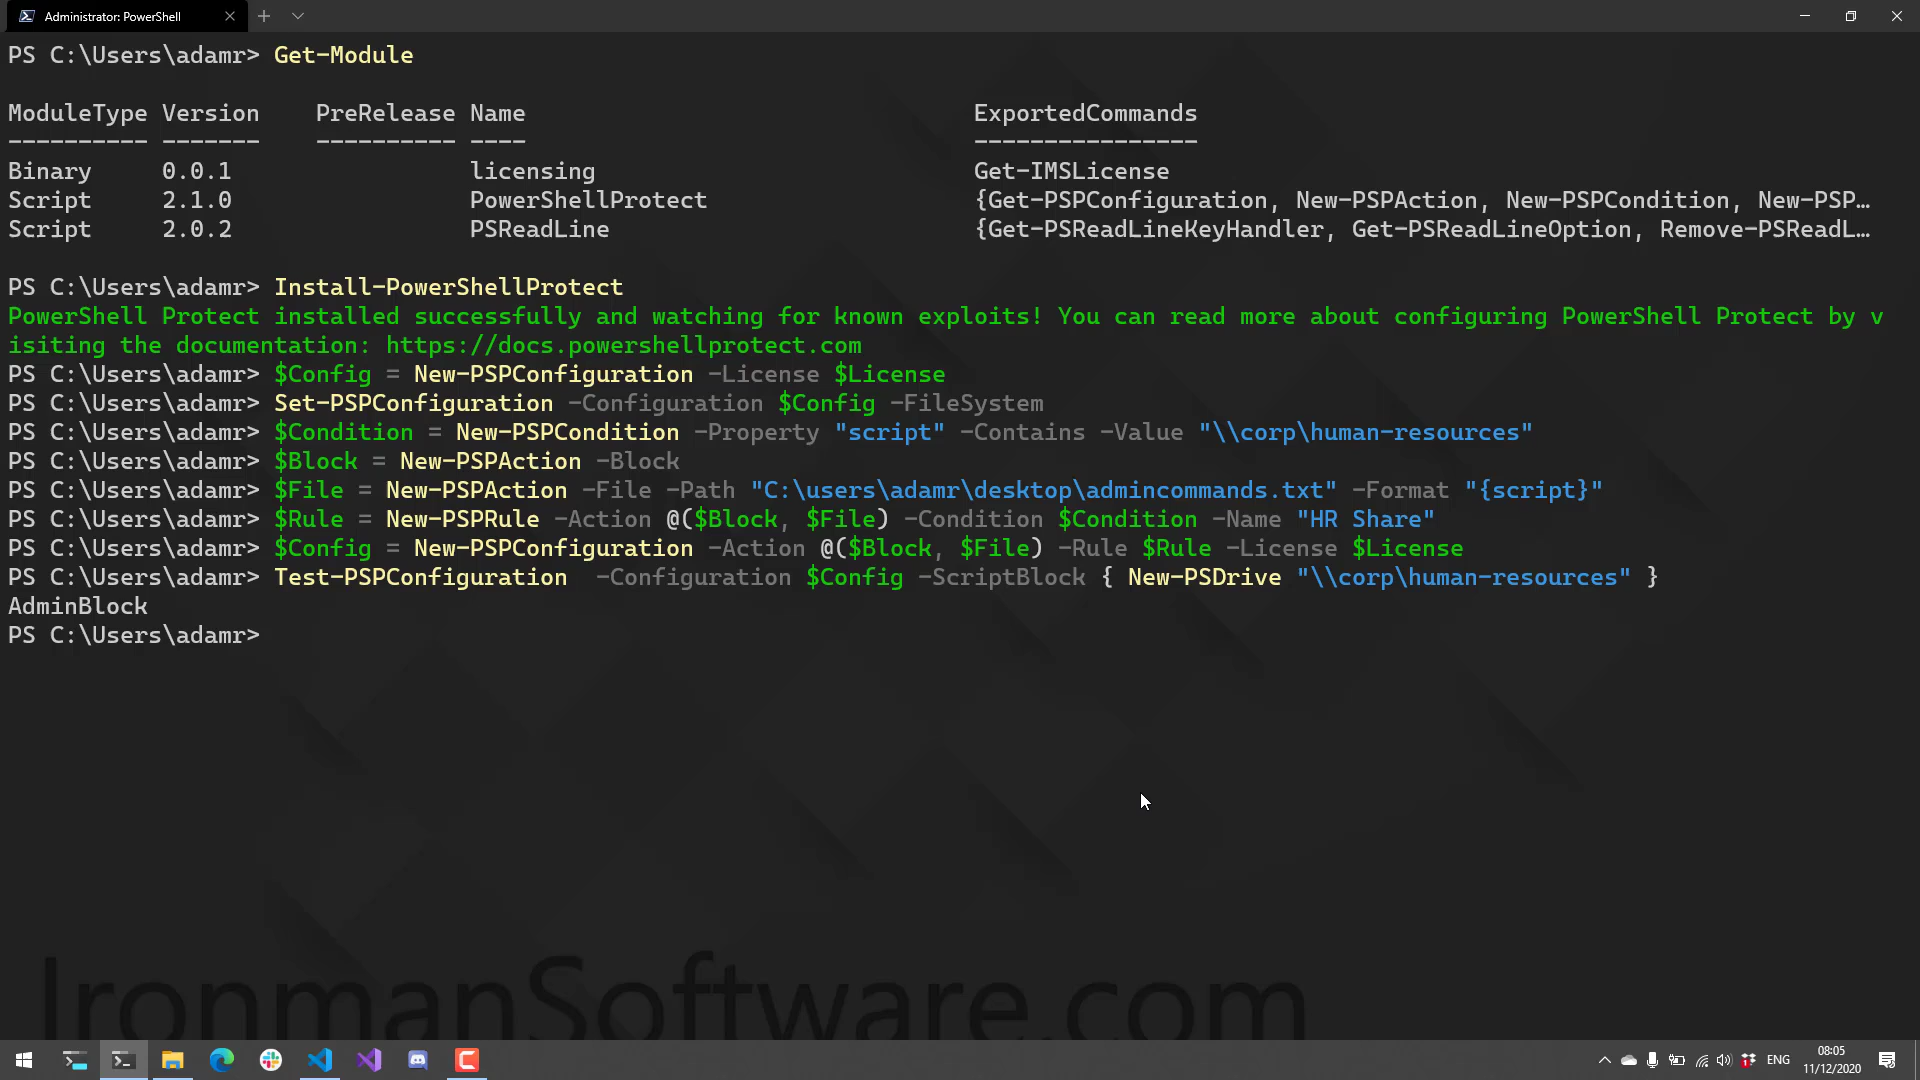 Administrator: PowerShell
PS C:\Users\adamr> Get-Module
ModuleType Version    PreRelease Name                                ExportedCommands
---------- -------    ---------- ----                                ----------------
Binary     0.0.1                 licensing                           Get-IMSLicense
Script     2.1.0                 PowerShellProtect                   {Get-PSPConfiguration, New-PSPAction, New-PSPCondition, New-PSP…
Script     2.0.2                 PSReadLine                          {Get-PSReadLineKeyHandler, Get-PSReadLineOption, Remove-PSReadL…
PS C:\Users\adamr> Install-PowerShellProtect
PowerShell Protect installed successfully and watching for known exploits! You can read more about configuring PowerShell Protect by v
isiting the documentation: https://docs.powershellprotect.com
PS C:\Users\adamr> $Config = New-PSPConfiguration -License $License
PS C:\Users\adamr> Set-PSPConfiguration -Configuration $Config -FileSystem
PS C:\Users\adamr> $Condition = New-PSPCondition -Property "script" -Contains -Value "\\corp\human-resources"
PS C:\Users\adamr> $Block = New-PSPAction -Block
PS C:\Users\adamr> $File = New-PSPAction -File -Path "C:\users\adamr\desktop\admincommands.txt" -Format "{script}"
PS C:\Users\adamr> $Rule = New-PSPRule -Action @($Block, $File) -Condition $Condition -Name "HR Share"
PS C:\Users\adamr> $Config = New-PSPConfiguration -Action @($Block, $File) -Rule $Rule -License $License
PS C:\Users\adamr> Test-PSPConfiguration  -Configuration $Config -ScriptBlock { New-PSDrive "\\corp\human-resources" }
AdminBlock
PS C:\Users\adamr>
IronmanSoftware.com
ENG
08:05
11/12/2020